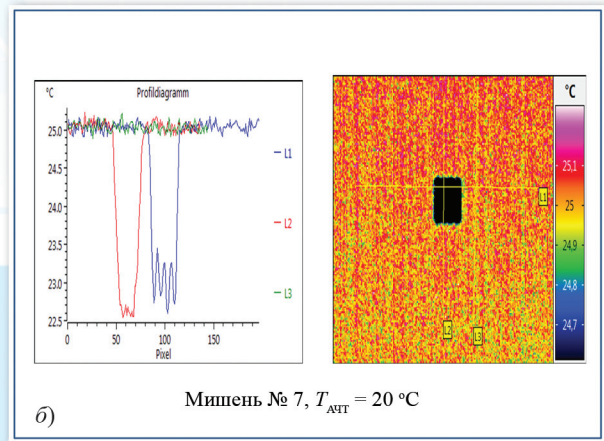 °C
Profildiagramm
25.0
24.5
24.0
23.5
23.0
22.5
0
50
100
150
Pixel
L1
L2
L3
°C
25,1
25
24,9
24,8
24,7
L1
L2
L3
б)
Мишень № 7, TАЧТ = 20 °C